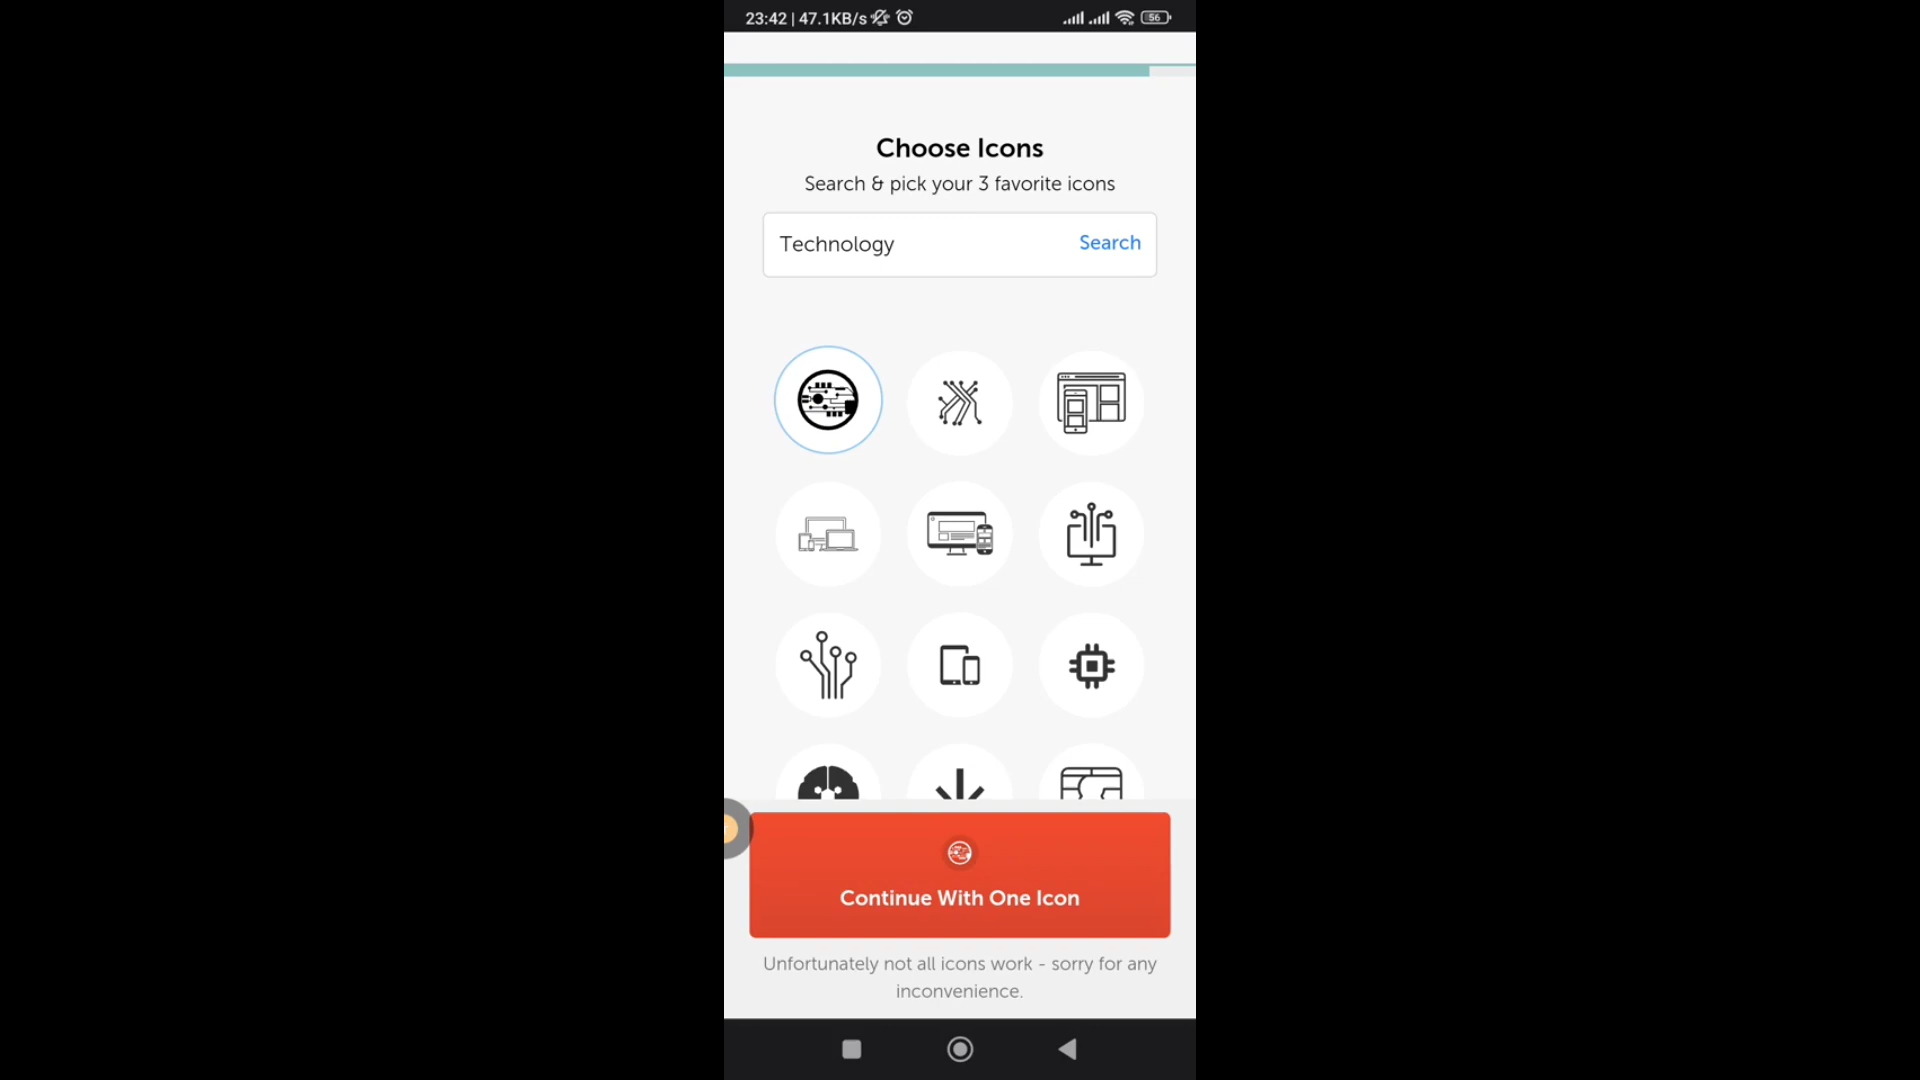 23:42 | 47.1KB/s 56
Choose Icons
Search & pick your 3 favorite icons
Technology Search
Continue With One Icon
Unfortunately not all icons work - sorry for any
inconvenience.